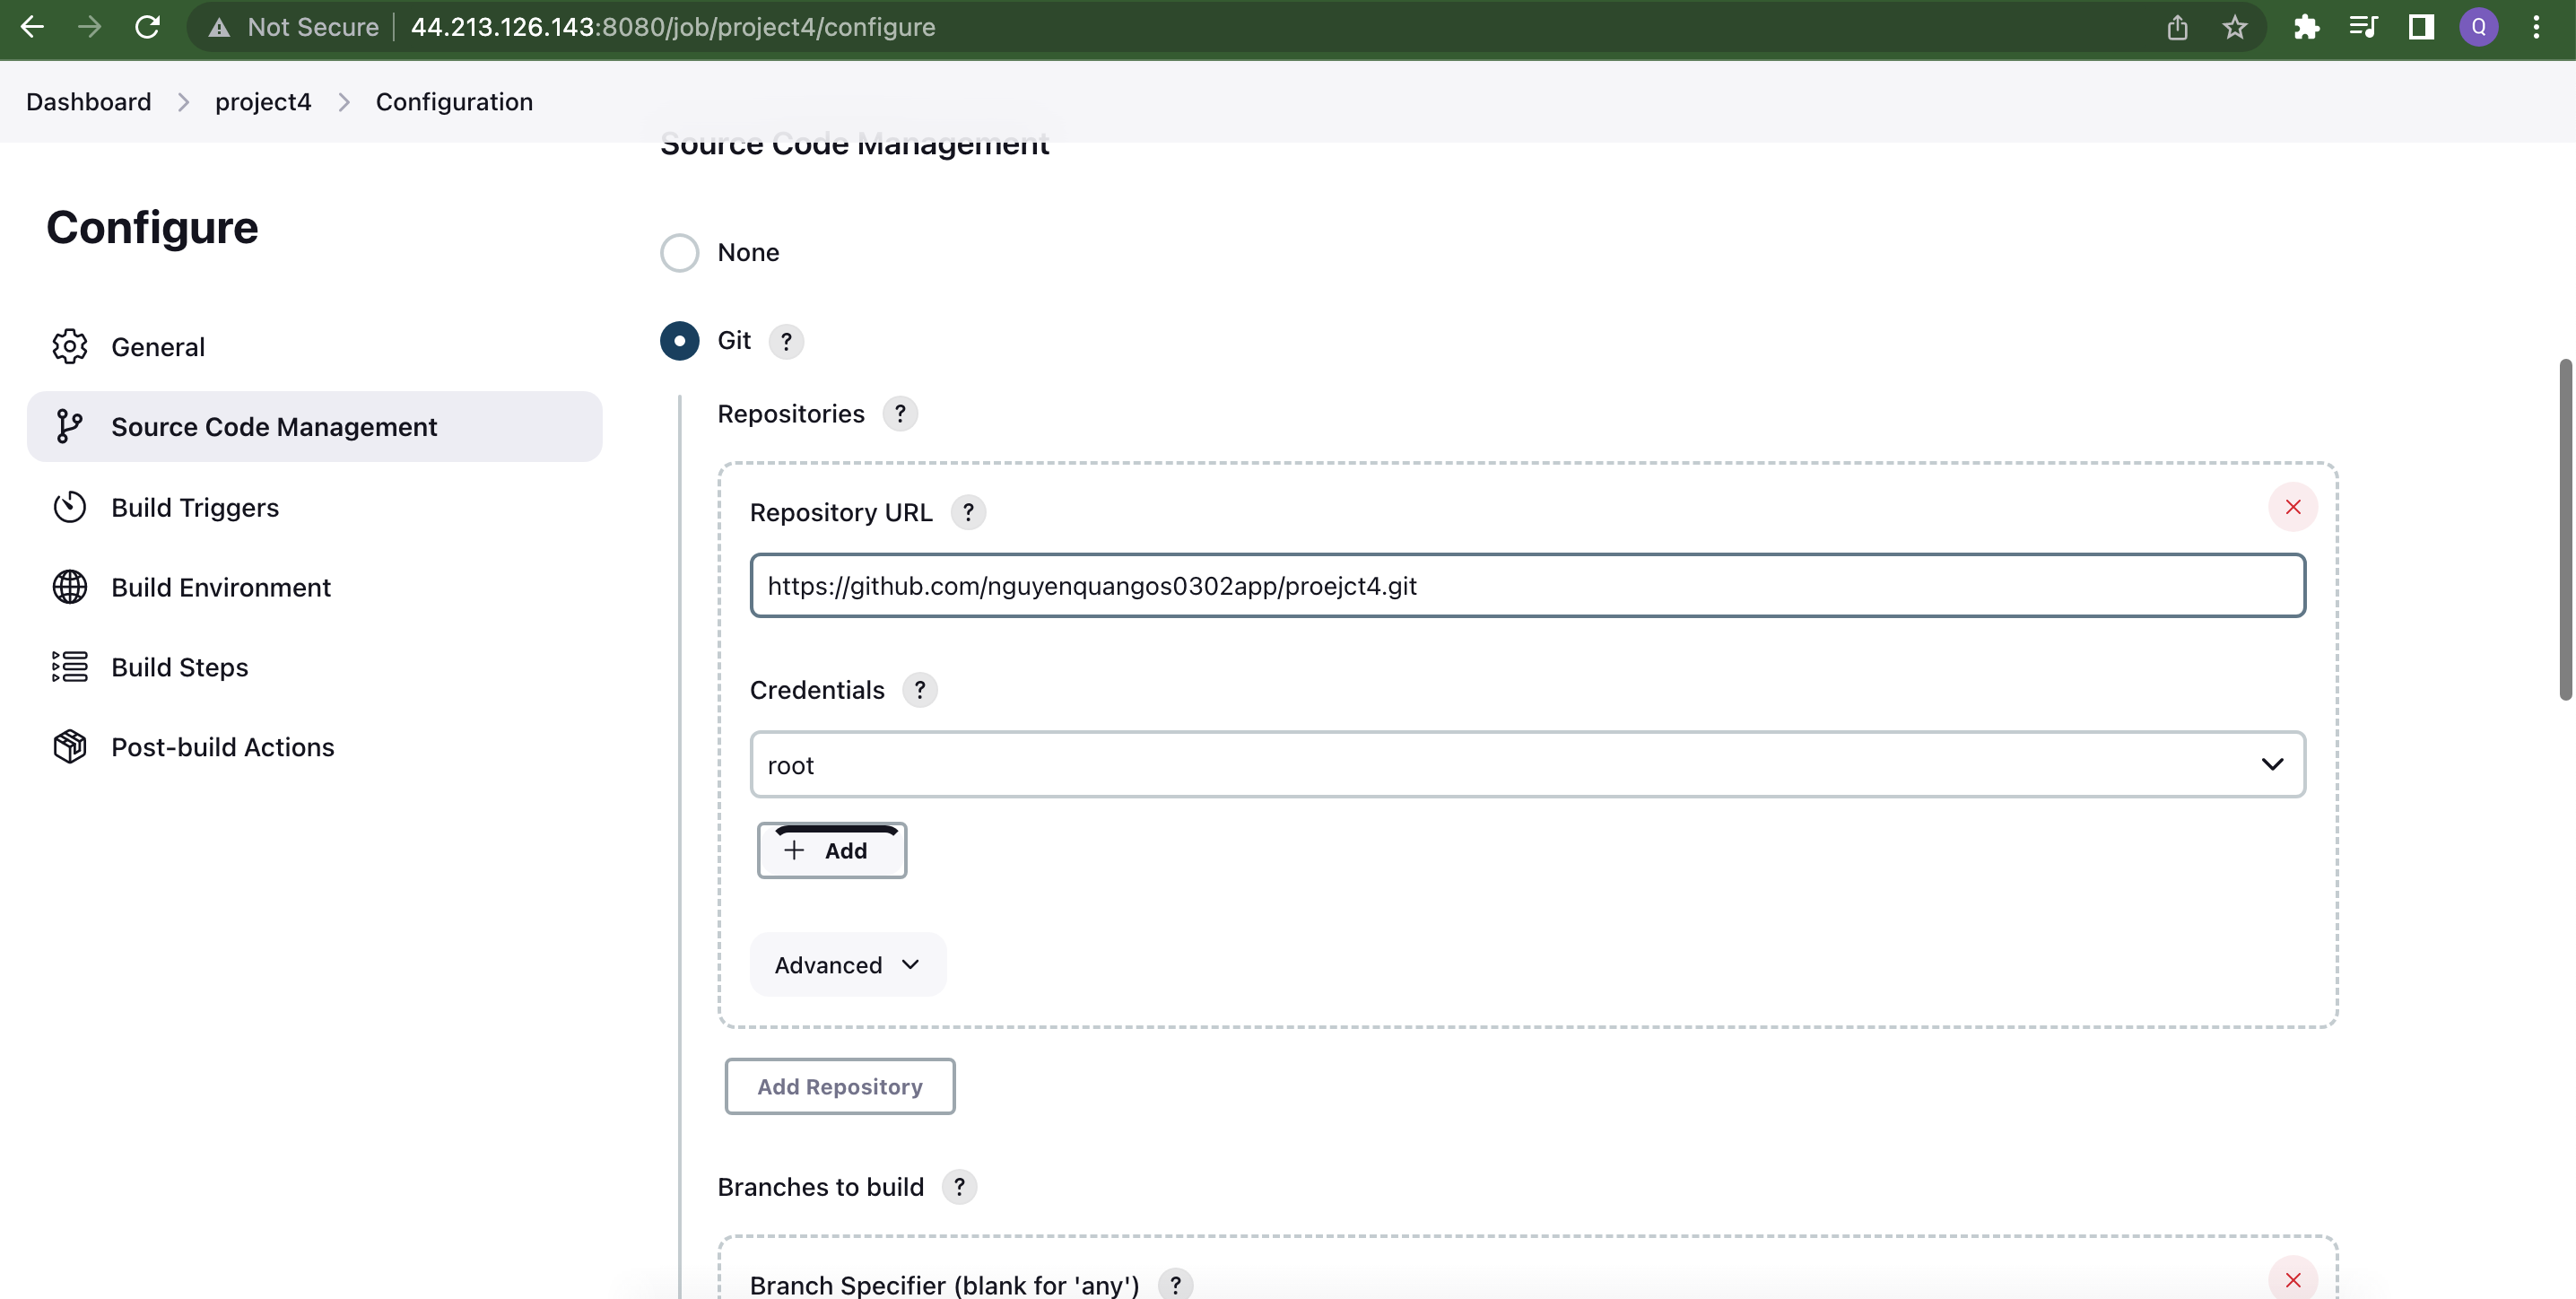 Not Secure 44.213.126.143:8080/job/project4/configure
Q
Dashboard > project4 > Configuration
Source Code Management
Configure
None
Git ?
General
Repositories ?
Source Code Management
Build Triggers
Repository URL ?
https://github.com/nguyenquangos0302app/proejct4.git
Build Environment
Build Steps
Credentials ?
root
Post-build Actions
+ Add
Advanced
Add Repository
Branches to build ?
Branch Specifier (blank for 'any') ?